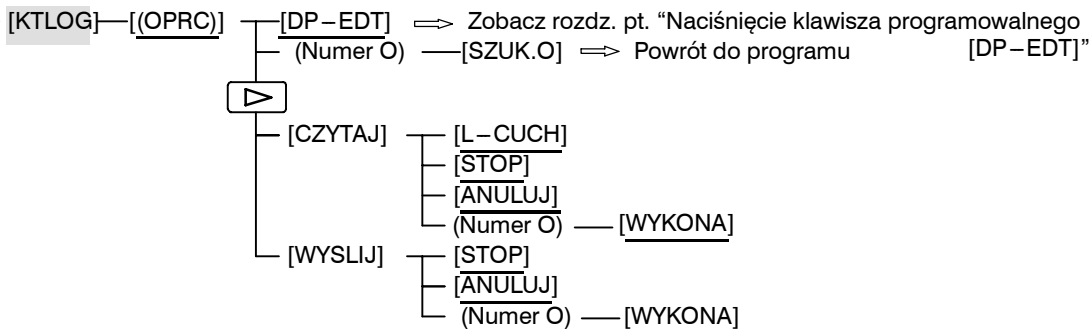 [KTLOG] [(OPRC)] [DP–EDT] ⇒ Zobacz rozdz. pt. “Naciśnięcie klawisza programowalnego [DP–EDT]”
(Numer O) [SZUK.O] ⇒ Powrót do programu
[CZYTAJ] [L–CUCH]
[STOP]
[ANULUJ]
(Numer O) [WYKONA]
[WYSLIJ] [STOP]
[ANULUJ]
(Numer O) [WYKONA]